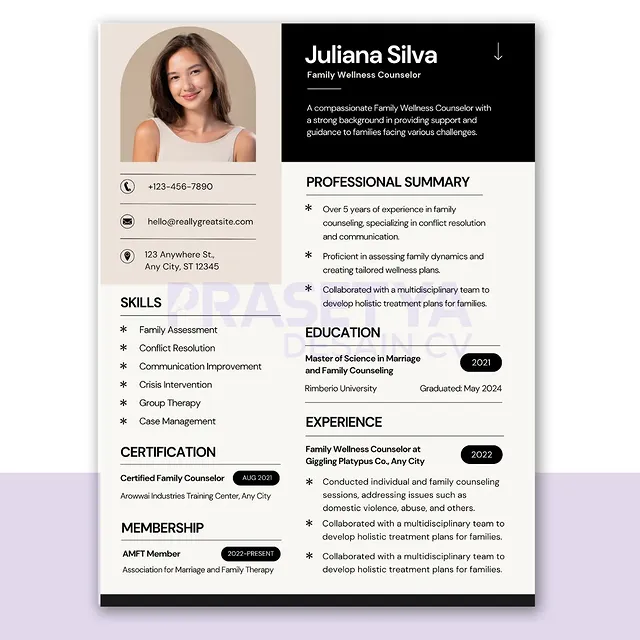 Juliana Silva
Family Wellness Counselor
A compassionate Family Wellness Counselor with
a strong background in providing support and
guidance to families facing various challenges.
+123-456-7890
hello@reallygreatsite.com
123 Anywhere St.,
Any City, ST 12345
SKILLS
Family Assessment
Conflict Resolution
Communication Improvement
Crisis Intervention
Group Therapy
Case Management
CERTIFICATION
Certified Family Counselor AUG 2021
Arowwai Industries Training Center, Any City
MEMBERSHIP
AMFT Member 2022-PRESENT
Association for Marriage and Family Therapy
PROFESSIONAL SUMMARY
Over 5 years of experience in family
counseling, specializing in conflict resolution
and communication.
Proficient in assessing family dynamics and
creating tailored wellness plans.
Collaborated with a multidisciplinary team to
develop holistic treatment plans for families.
EDUCATION
Master of Science in Marriage
and Family Counseling
2021
Rimberio University Graduated: May 2024
EXPERIENCE
Family Wellness Counselor at
Giggling Platypus Co., Any City
2022
Conducted individual and family counseling
sessions, addressing issues such as
domestic violence, abuse, and others.
Collaborated with a multidisciplinary team to
develop holistic treatment plans for families.
Collaborated with a multidisciplinary team to
develop holistic treatment plans for families.
PRASETYA
DESAIN CV